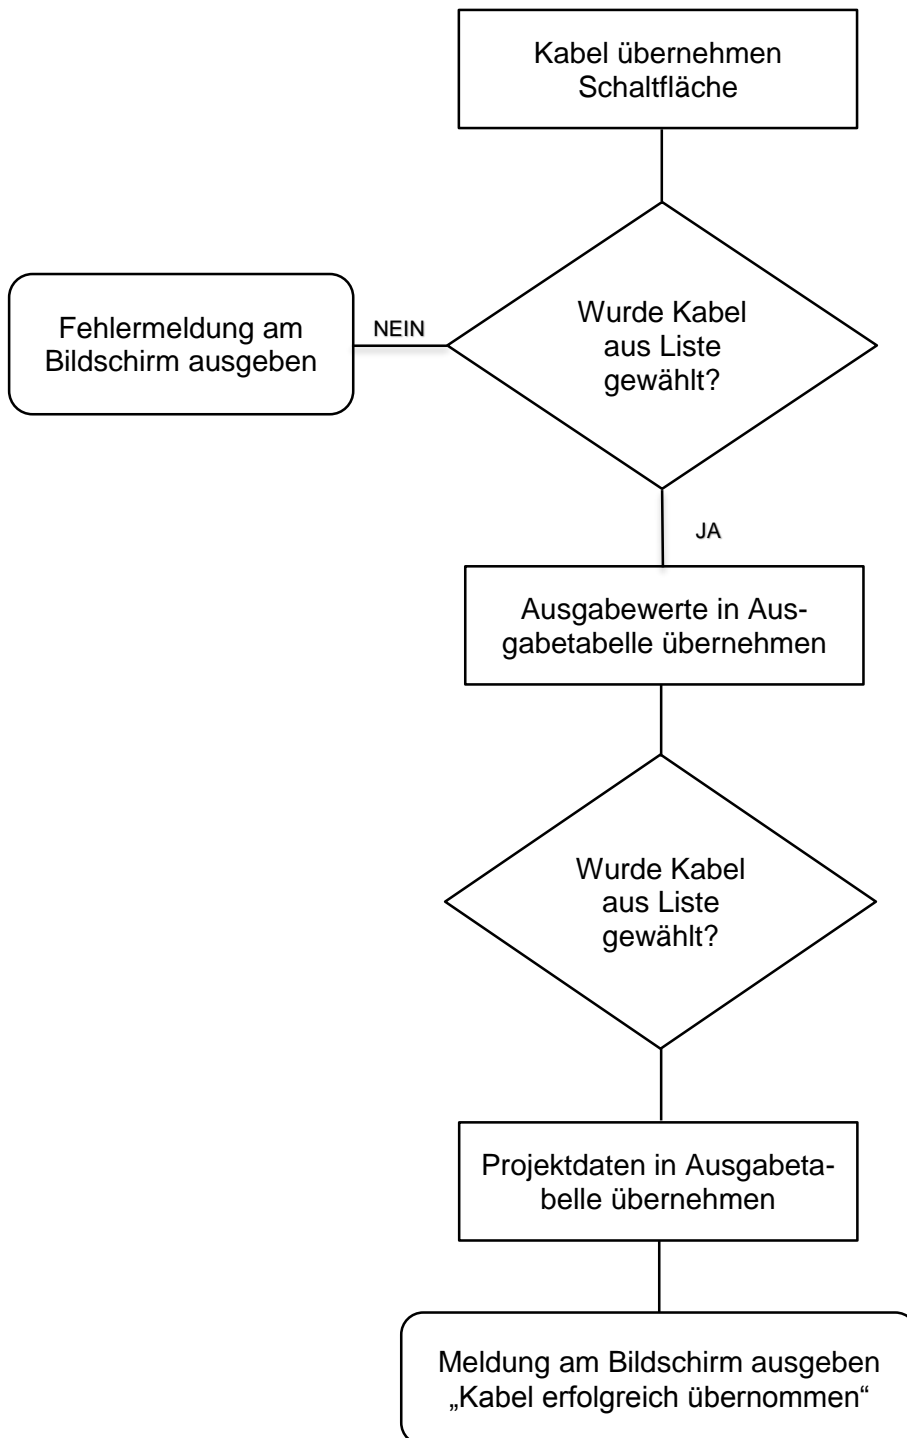 Kabel übernehmen
Schaltfläche
Wurde Kabel
aus Liste
gewählt?
NEIN
Fehlermeldung am
Bildschirm ausgeben
JA
Ausgabewerte in Aus-
gabetabelle übernehmen
Wurde Kabel
aus Liste
gewählt?
Projektdaten in Ausgabeta-
belle übernehmen
Meldung am Bildschirm ausgeben
„Kabel erfolgreich übernommen“